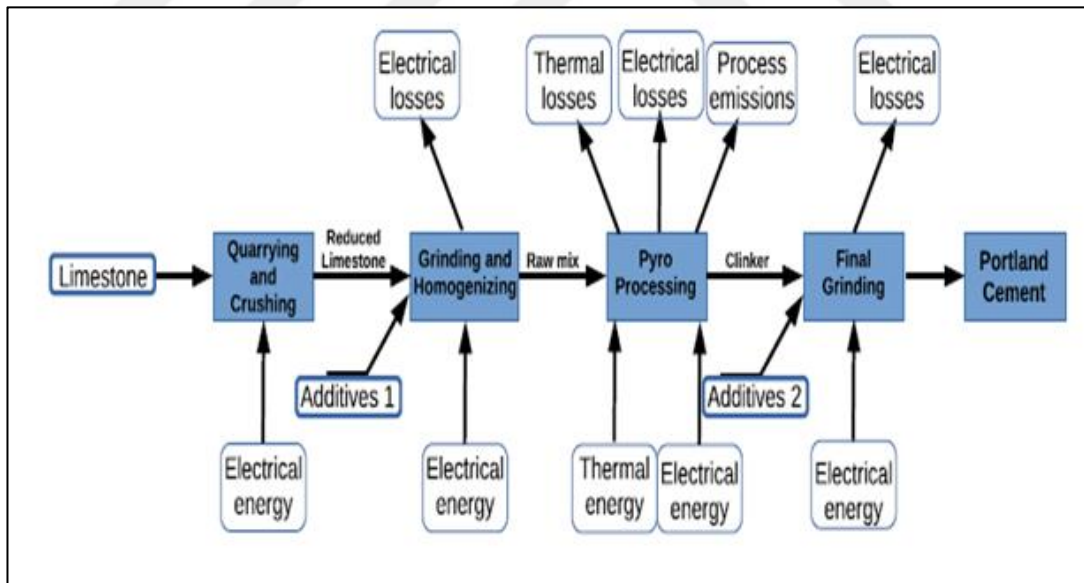 Electrical
losses
Thermal
losses
Electrical
losses
Process
emissions
Electrical
losses
Limestone
Quarrying
and
Crushing
Reduced
Limestone
Grinding and
Homogenizing
Raw mix
Pyro
Processing
Clinker
Final
Grinding
Portland
Cement
Additives 1
Additives 2
Electrical
energy
Electrical
energy
Thermal
energy
Electrical
energy
Electrical
energy